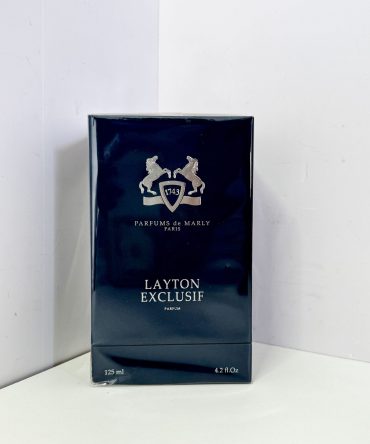 1743
PARFUMS de MARLY
PARIS
LAYTON
EXCLUSIF
PARFUM
125 ml 4.2 fl.Oz